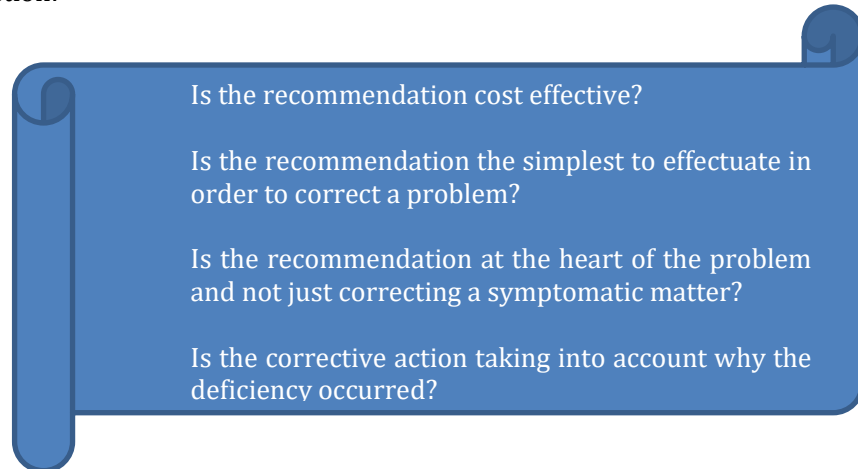 Is the recommendation cost effective?
Is the recommendation the simplest to effectuate in
order to correct a problem?
Is the recommendation at the heart of the problem
and not just correcting a symptomatic matter?
Is the corrective action taking into account why the
deficiency occurred?